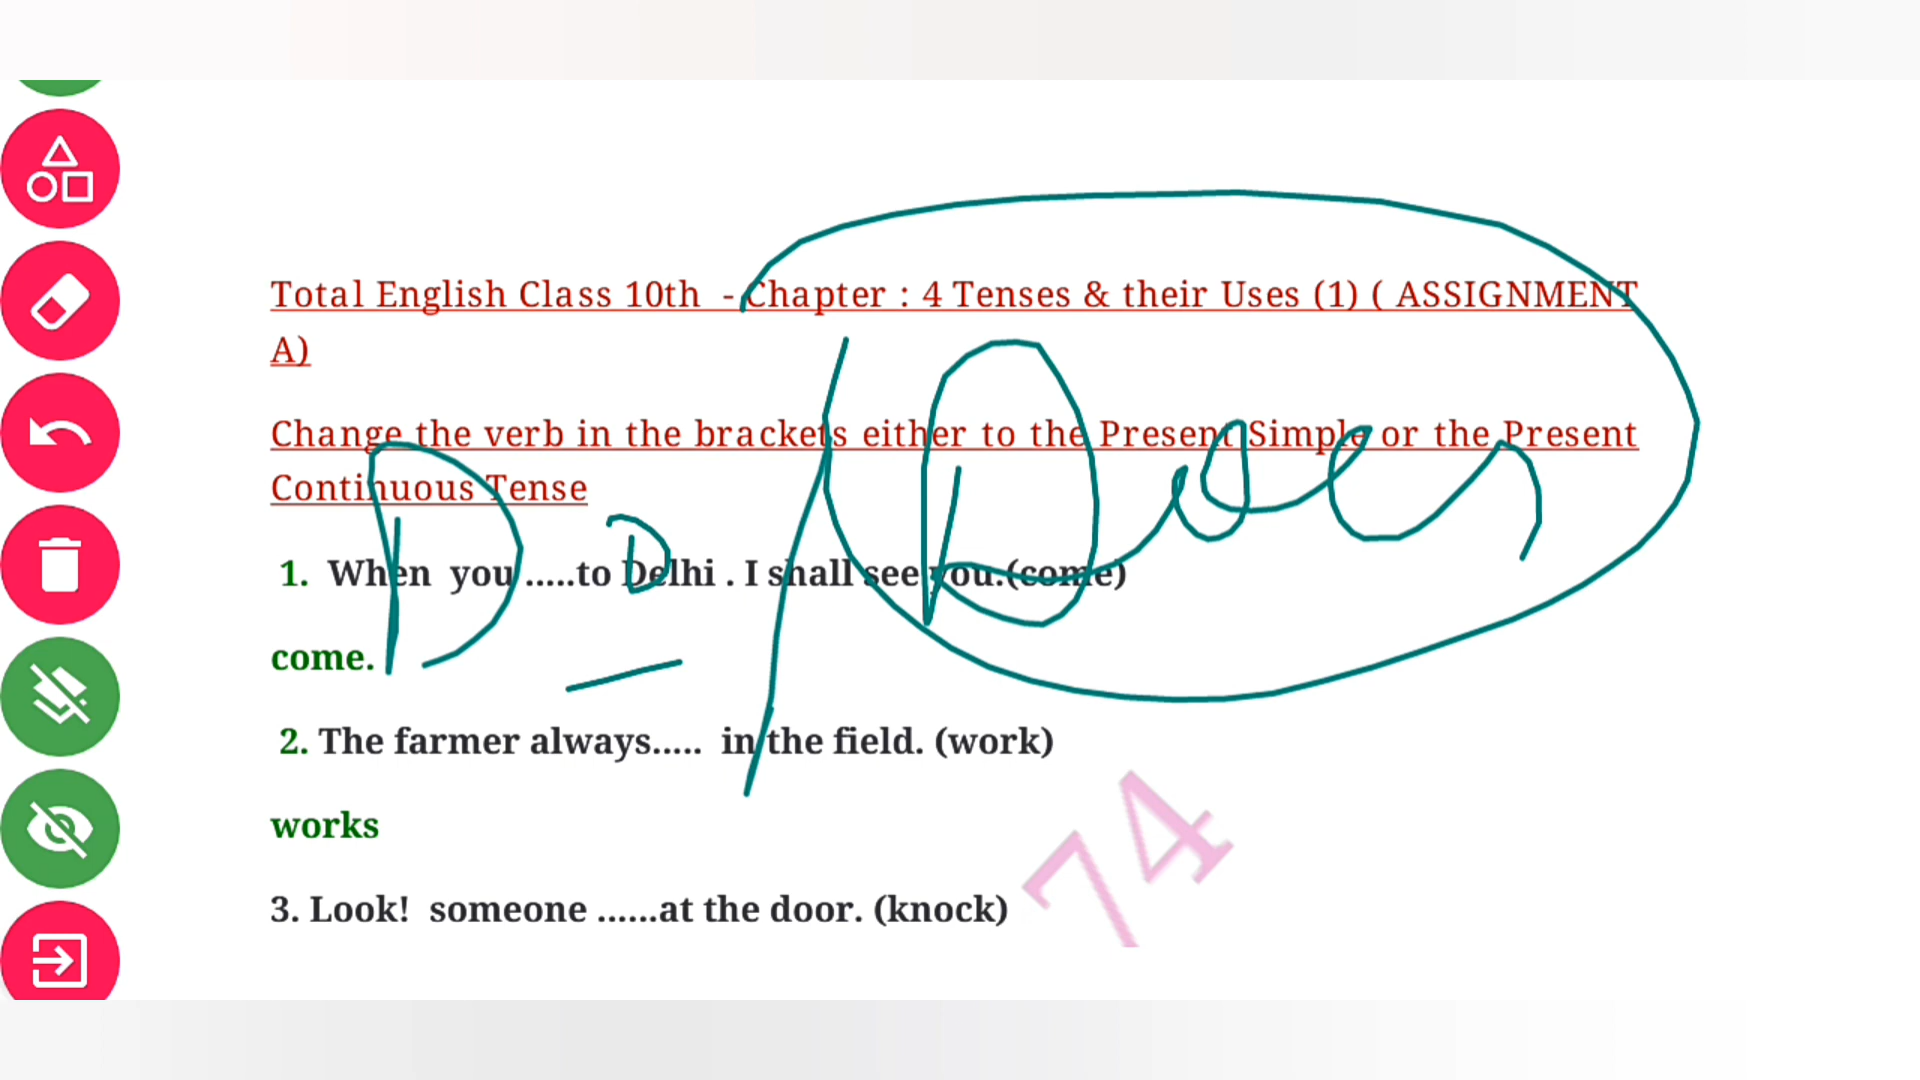 Total English Class 10th - Chapter : 4 Tenses & their Uses (1) ( ASSIGNMENT
A)
Change the verb in the brackets either to the Present Simple or the Present
Continuous Tense
1. When you .....to Delhi . I shall see you.(come)
come.
2. The farmer always..... in the field. (work)
works
3. Look! someone ......at the door. (knock)
D
D
Does
74